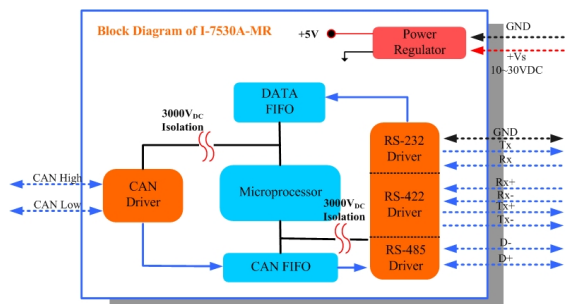 Block Diagram of I-7530A-MR
+5V
Power
Regulator
GND
+Vs
10~30VDC
DATA
FIFO
3000VDC
Isolation
CAN High
CAN Low
CAN
Driver
Microprocessor
3000VDC
Isolation
CAN FIFO
RS-232
Driver
RS-422
Driver
RS-485
Driver
GND
Tx
Rx
Rx+
Rx-
Tx+
Tx-
D-
D+